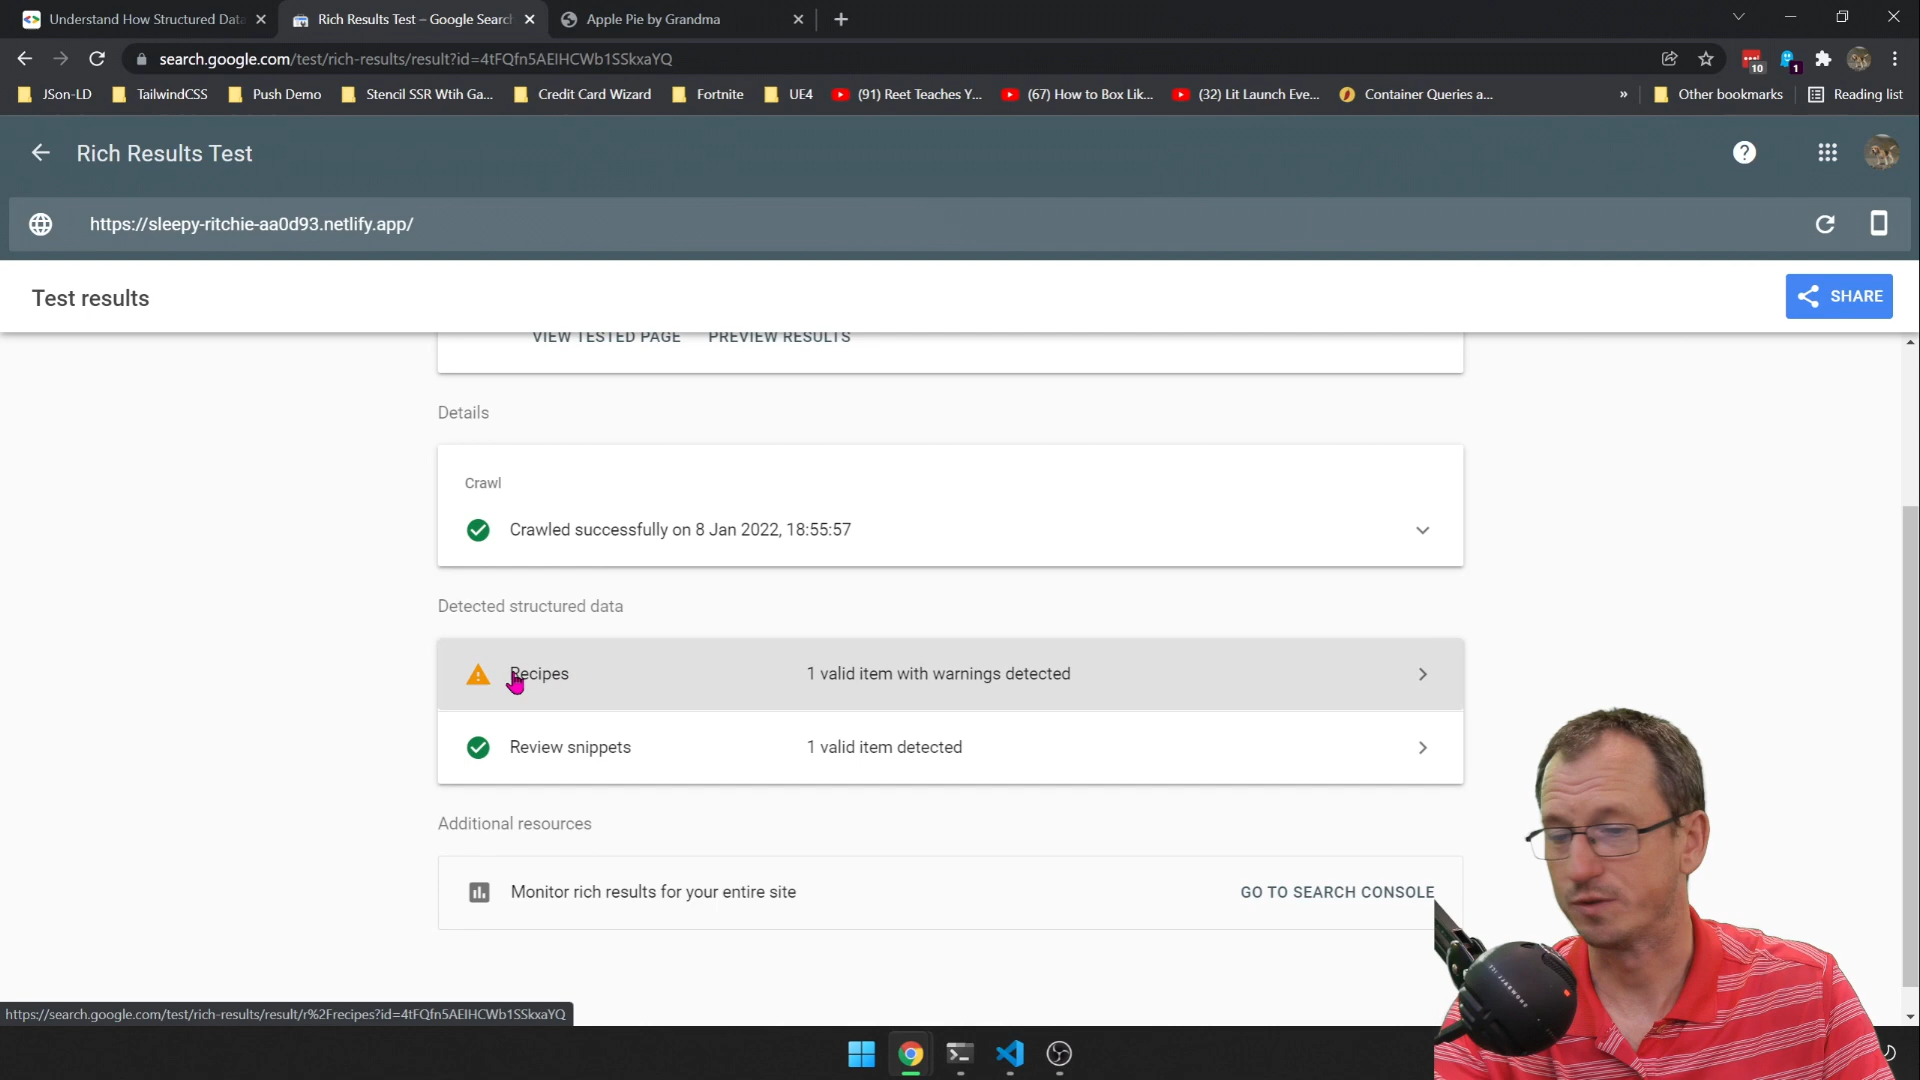 Understand How Structured Data
Rich Results Test – Google Search
Apple Pie by Grandma
search.google.com/test/rich-results/result?id=4tFQfn5AEIHCWb1SSkxaYQ
10
1
JSon-LD
TailwindCSS
Push Demo
Stencil SSR Wtih Ga...
Credit Card Wizard
Fortnite
UE4
(91) Reet Teaches Y...
(67) How to Box Lik...
(32) Lit Launch Eve...
Container Queries a...
»
Other bookmarks
Reading list
Rich Results Test
https://sleepy-ritchie-aa0d93.netlify.app/
Test results
SHARE
VIEW TESTED PAGE
PREVIEW RESULTS
Details
Crawl
Crawled successfully on 8 Jan 2022, 18:55:57
Detected structured data
Recipes
1 valid item with warnings detected
Review snippets
1 valid item detected
Additional resources
Monitor rich results for your entire site
GO TO SEARCH CONSOLE
https://search.google.com/test/rich-results/result/r%2Frecipes?id=4tFQfn5AEIHCWb1SSkxaYQ